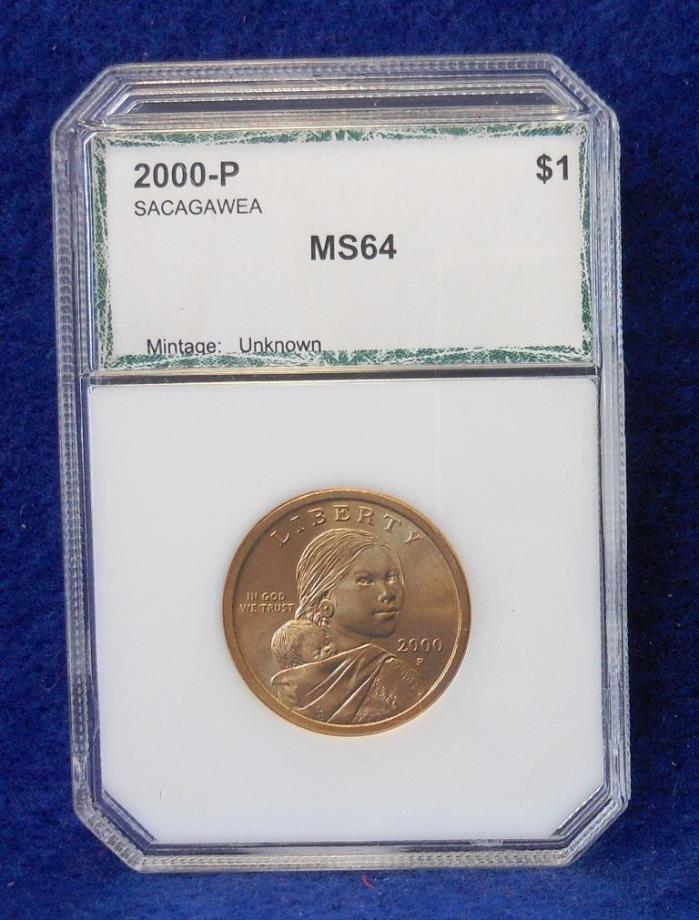 2000-P $1
SACAGAWEA
MS64
Mintage: Unknown
LIBERTY
IN GOD
WE TRUST
2000
P